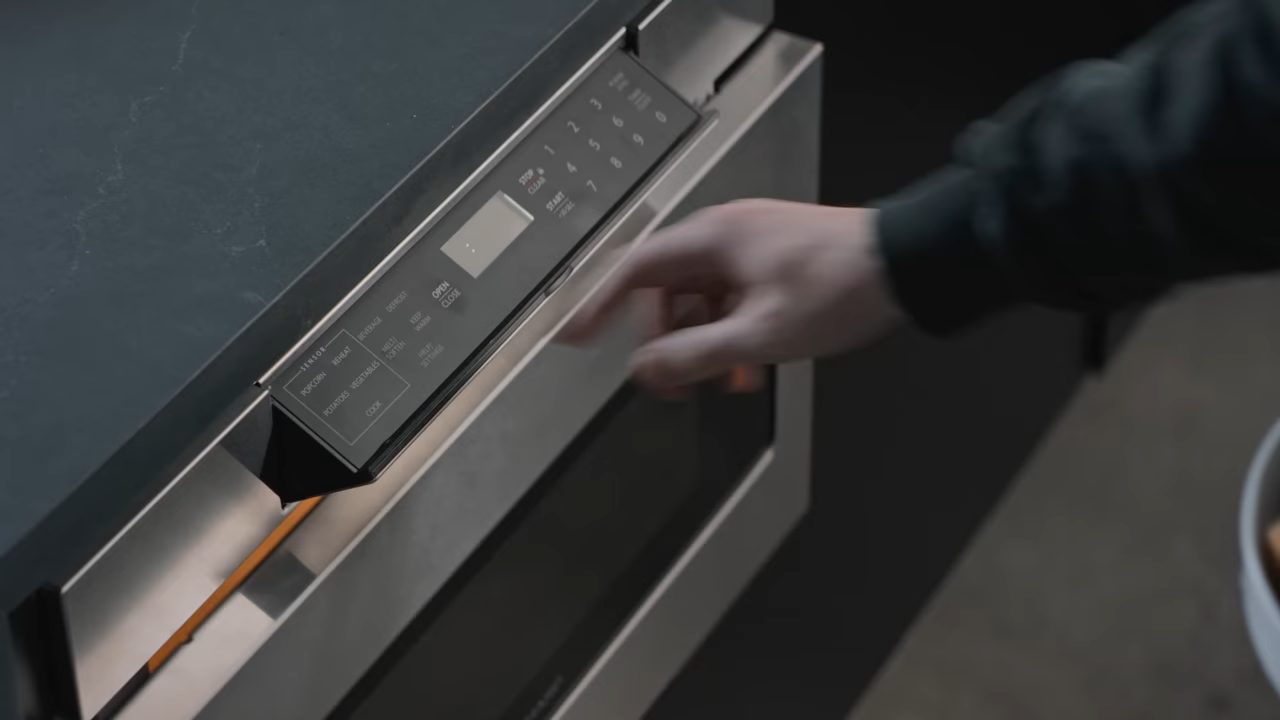 SENSOR
POPCORN REHEAT BEVERAGE DEFROST
POTATOES VEGETABLES MELT/ SOFTEN KEEP WARM
COOK HELP/ SETTINGS
OPEN
CLOSE
:
STOP
CLEAR
START
1 2 3
4 5 6
7 8 9 0